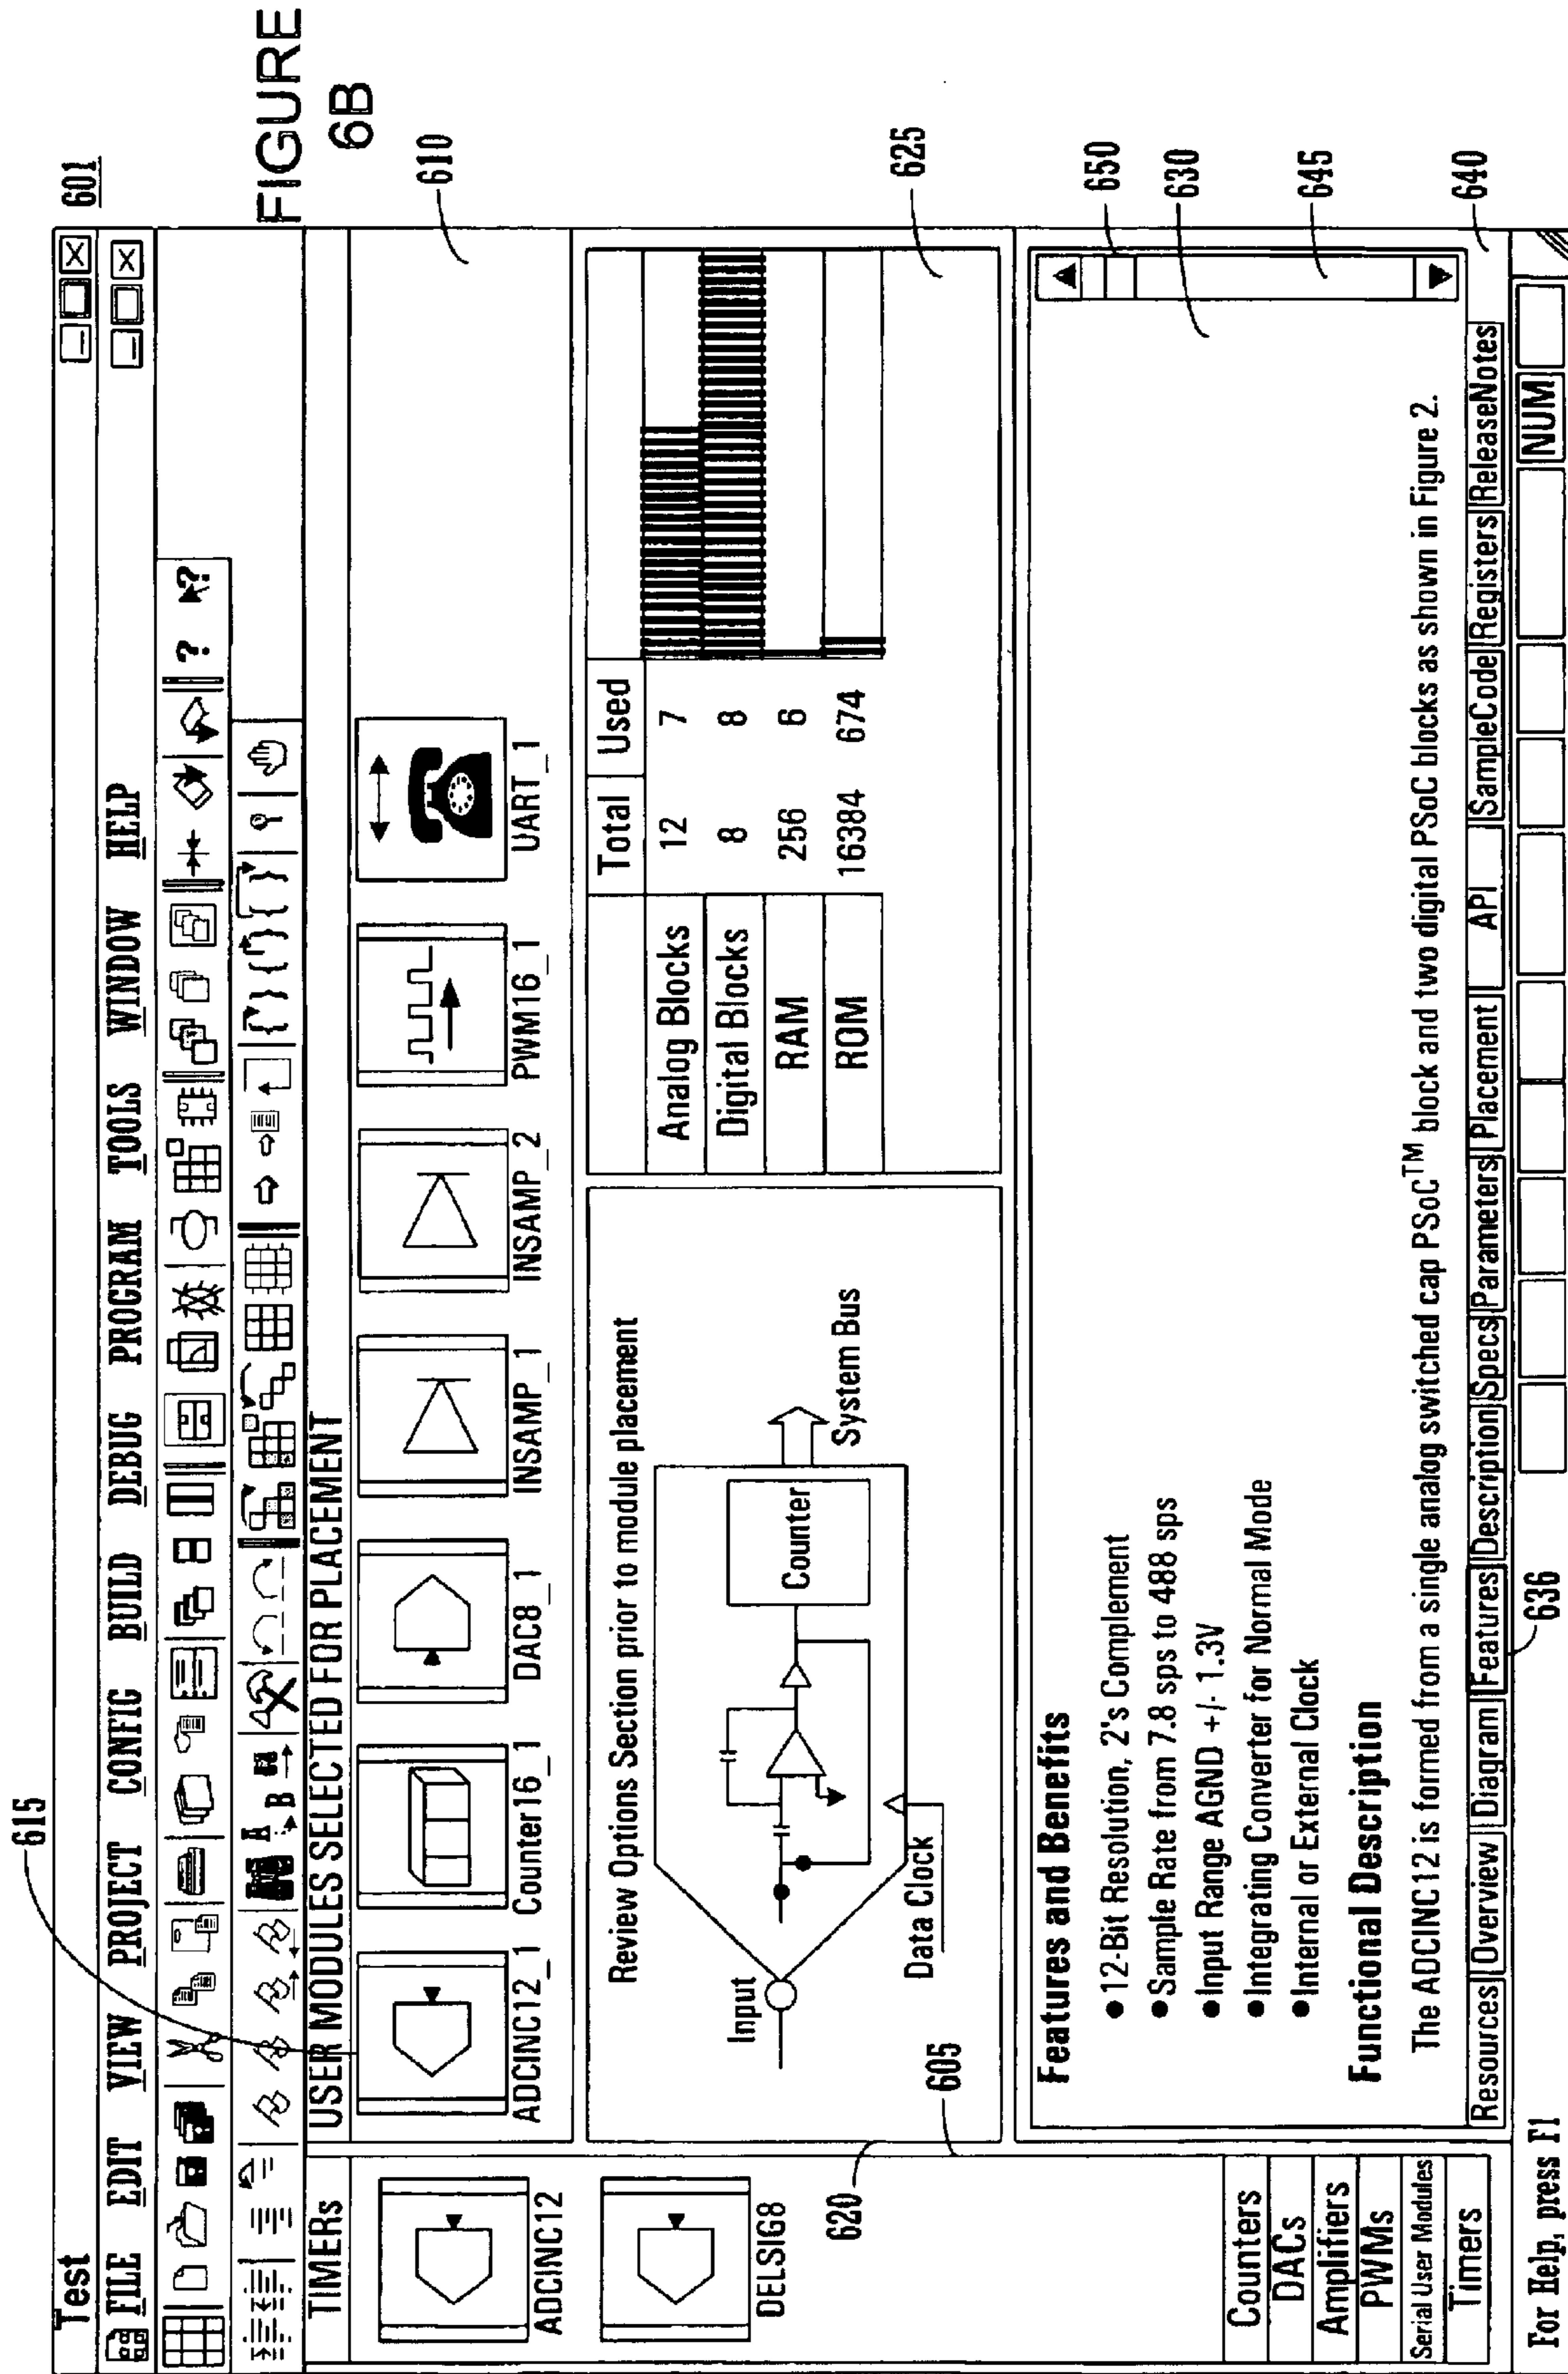 FIGURE
6B
601
Test
FILE EDIT VIEW PROJECT CONFIG BUILD DEBUG PROGRAM TOOLS WINDOW HELP
A
B
?
?
615
610
TIMERs
USER MODULES SELECTED FOR PLACEMENT
ADCINC12_1
Counter16_1
DAC8_1
INSAMP_1
INSAMP_2
PWM16_1
UART_1
ADCINC12
DELSIG8
620
605
Counters
DACs
Amplifiers
PWMs
Serial User Modules
Timers
Review Options Section prior to module placement
Input
Counter
System Bus
Data Clock
Total Used
Analog Blocks 12 7
Digital Blocks 8 8
RAM 256 6
ROM 16384 674
625
Features and Benefits
●12-Bit Resolution, 2's Complement
●Sample Rate from 7.8 sps to 488 sps
●Input Range AGND +/- 1.3V
●Integrating Converter for Normal Mode
●Internal or External Clock
Functional Description
The ADCINC12 is formed from a single analog switched cap PSoC™ block and two digital PSoC blocks as shown in Figure 2.
650
630
645
640
Resources Overview Diagram Features Description Specs Parameters Placement API SampleCode Registers ReleaseNotes
636
For Help, press F1
NUM